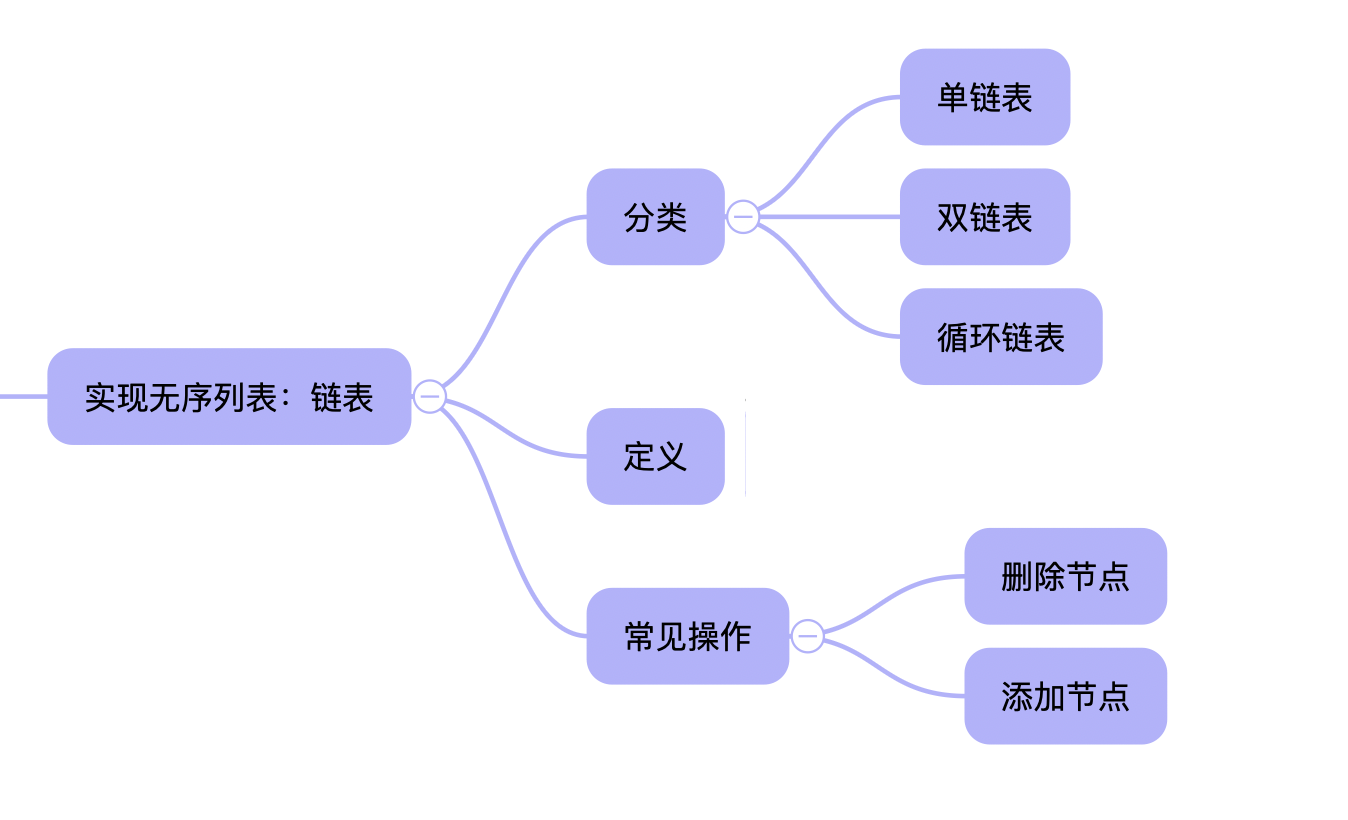 实现无序列表：链表
分类
单链表
双链表
循环链表
定义
常见操作
删除节点
添加节点